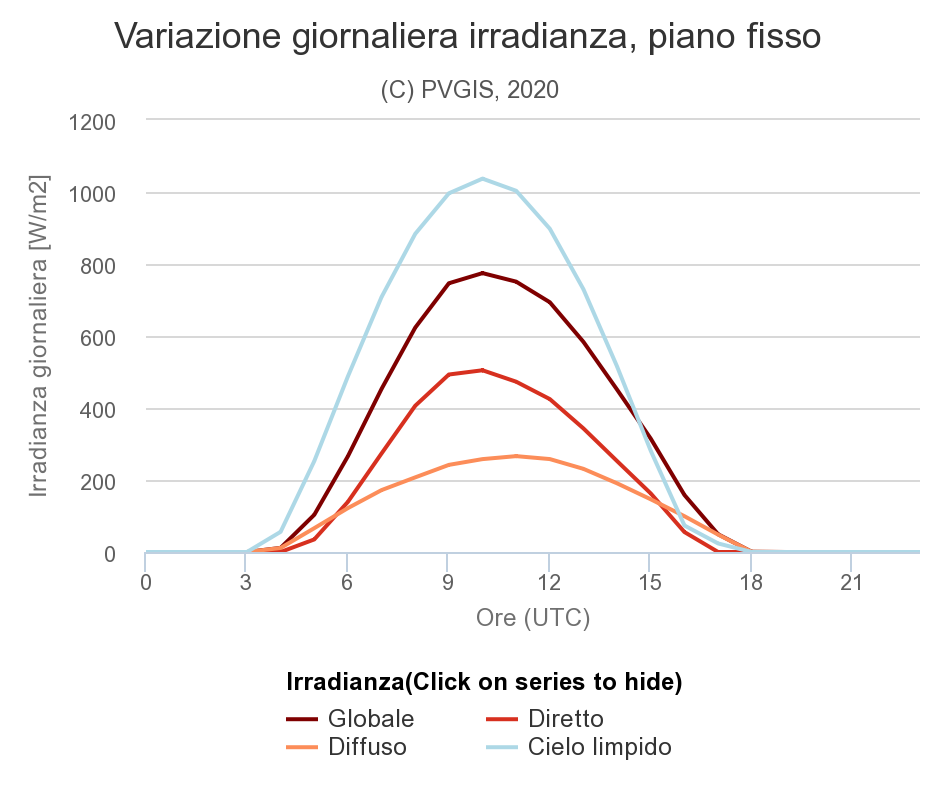 Variazione giornaliera irradianza, piano fisso
(C) PVGIS, 2020
Irradianza giornaliera [W/m2]
1200
1000
800
600
400
200
0
0 3 6 9 12 15 18 21
Ore (UTC)
Irradianza(Click on series to hide)
Globale Diretto
Diffuso Cielo limpido